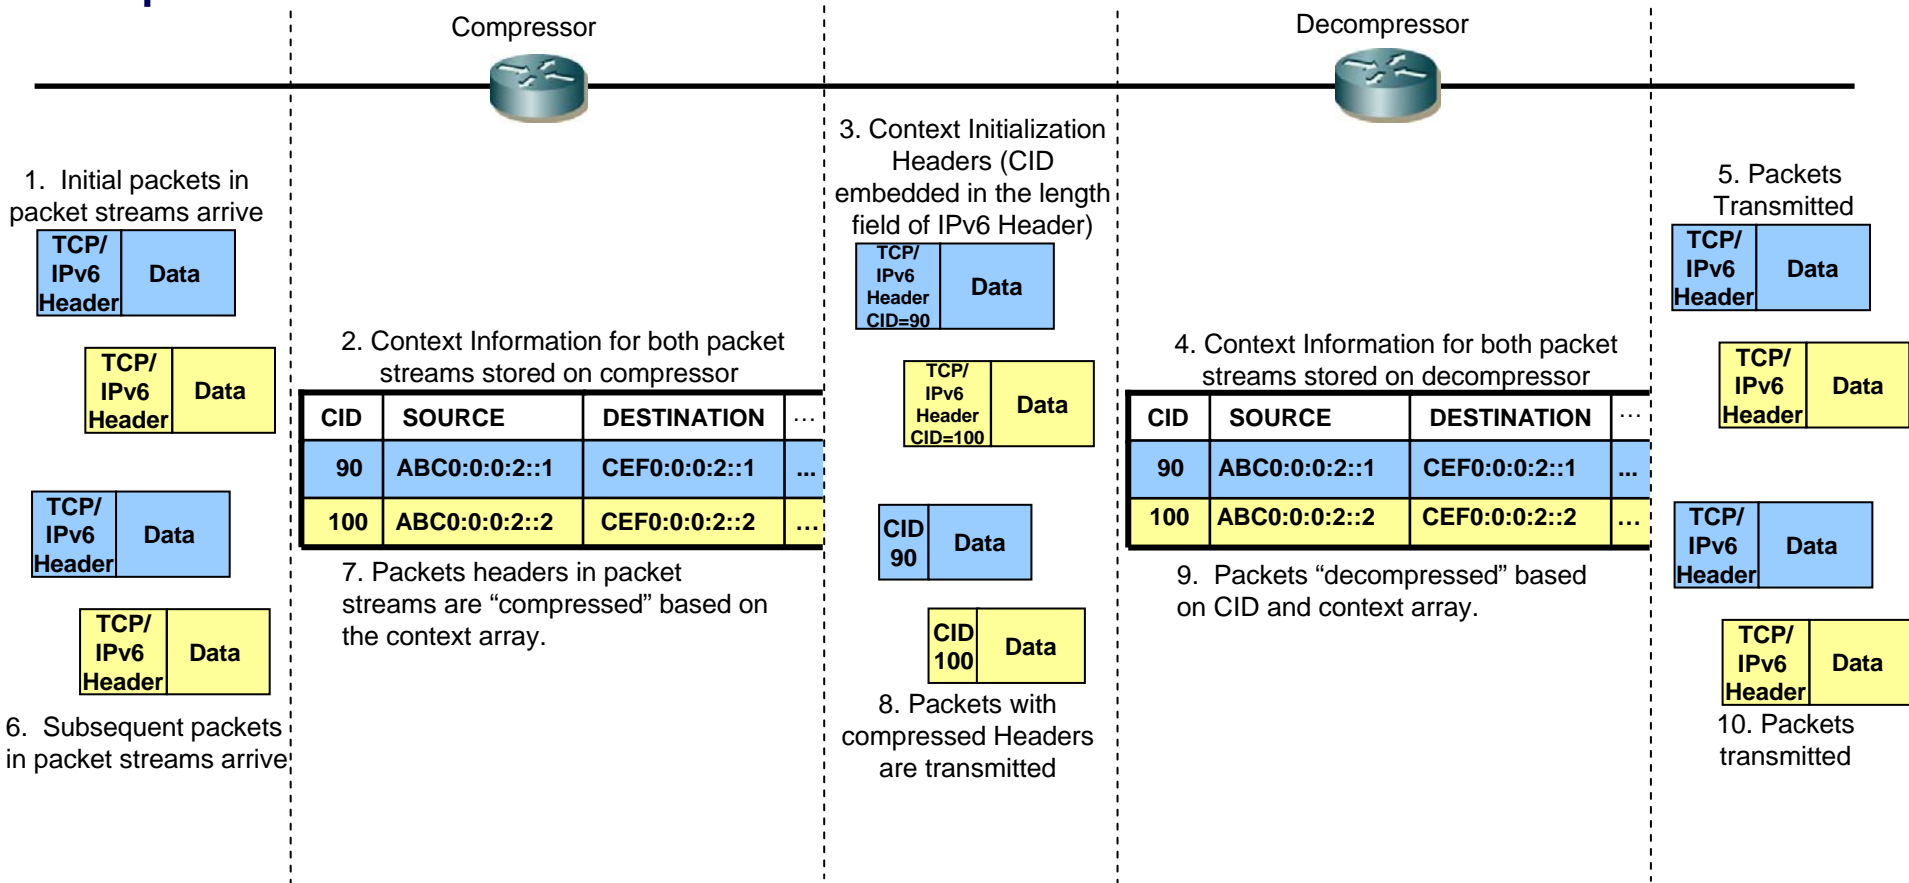 Compressor
Decompressor
1. Initial packets in
packet streams arrive
TCP/
IPv6
Header
Data
TCP/
IPv6
Header
Data
TCP/
IPv6
Header
Data
TCP/
IPv6
Header
Data
6. Subsequent packets
in packet streams arrive
2. Context Information for both packet
streams stored on compressor
CID SOURCE DESTINATION ...
90 ABC0:0:0:2::1 CEF0:0:0:2::1 ...
100 ABC0:0:0:2::2 CEF0:0:0:2::2 ...
7. Packets headers in packet
streams are “compressed” based on
the context array.
3. Context Initialization
Headers (CID
embedded in the length
field of IPv6 Header)
TCP/
IPv6
Header
CID=90
Data
TCP/
IPv6
Header
CID=100
Data
CID
90
Data
CID
100
Data
8. Packets with
compressed Headers
are transmitted
4. Context Information for both packet
streams stored on decompressor
CID SOURCE DESTINATION ...
90 ABC0:0:0:2::1 CEF0:0:0:2::1 ...
100 ABC0:0:0:2::2 CEF0:0:0:2::2 ...
9. Packets “decompressed” based
on CID and context array.
5. Packets
Transmitted
TCP/
IPv6
Header
Data
TCP/
IPv6
Header
Data
TCP/
IPv6
Header
Data
TCP/
IPv6
Header
Data
10. Packets
transmitted